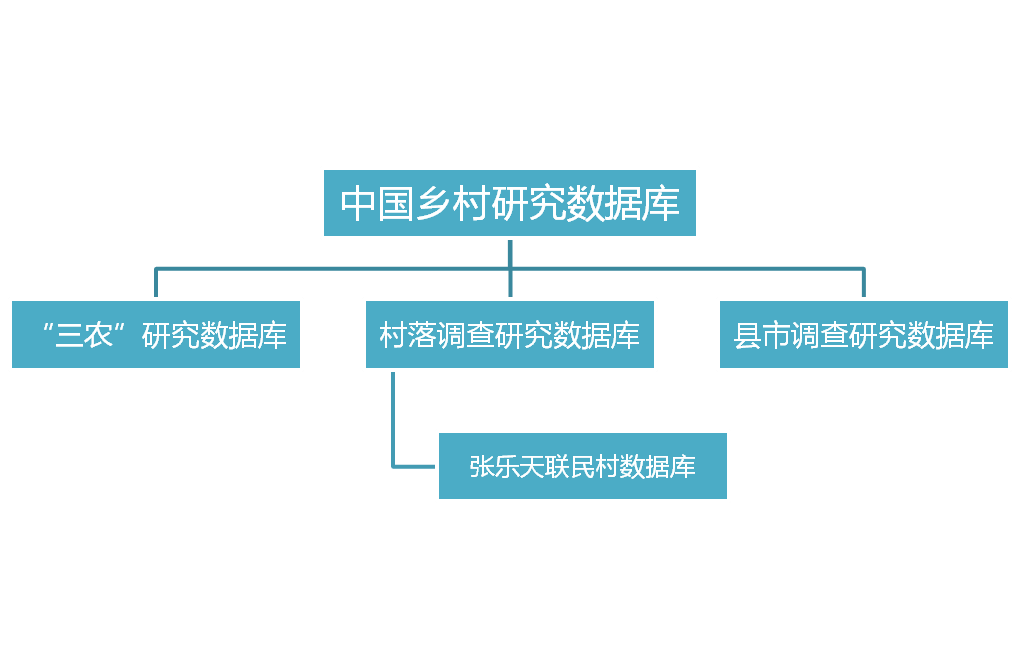 中国乡村研究数据库
“三农”研究数据库
村落调查研究数据库
县市调查研究数据库
张乐天联民村数据库